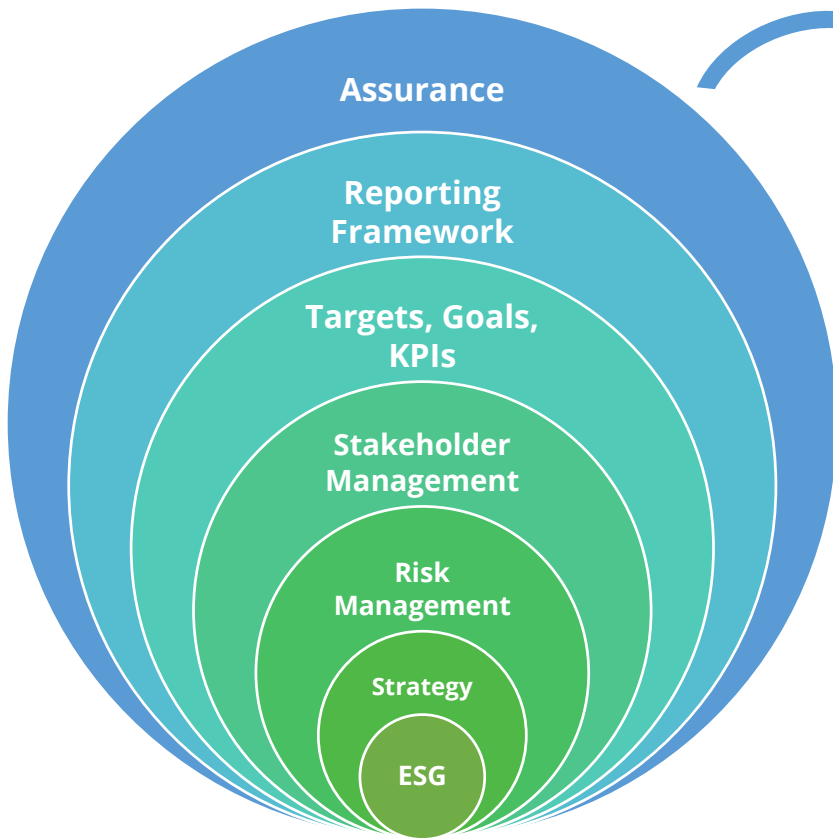 Assurance
Reporting
Framework
Targets, Goals,
KPIs
Stakeholder
Management
Risk
Management
Strategy
ESG